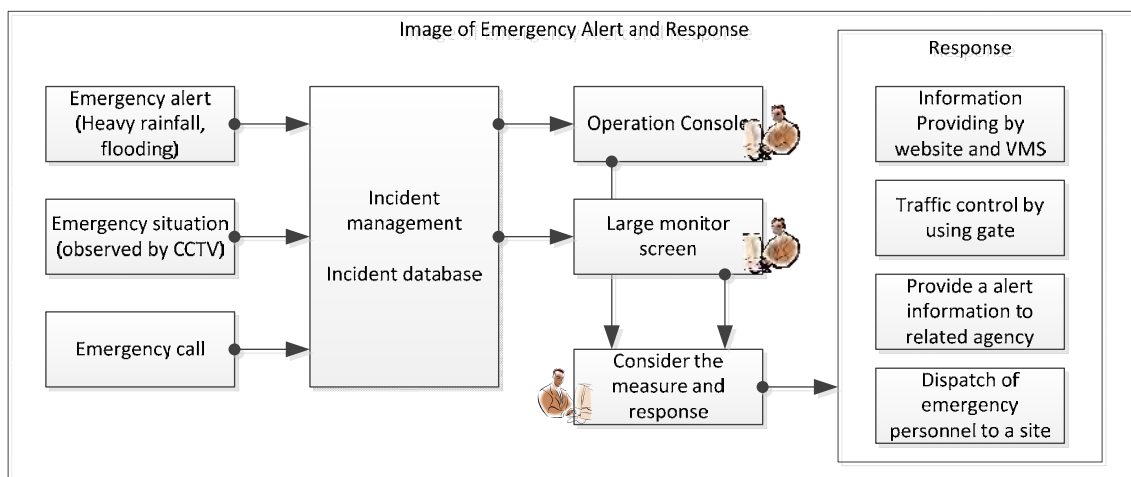 Image of Emergency Alert and Response
Emergency alert
(Heavy rainfall,
flooding)
Emergency situation
(observed by CCTV)
Emergency call
Incident
management
Incident database
Operation Console
Large monitor
screen
Consider the
measure and
response
Response
Information
Providing by
website and VMS
Traffic control by
using gate
Provide a alert
information to
related agency
Dispatch of
emergency
personnel to a site